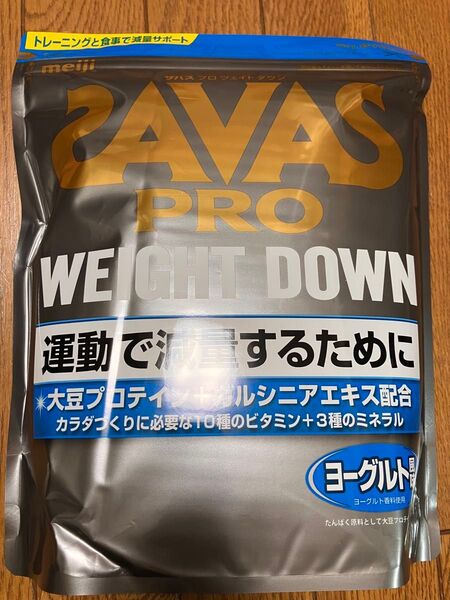 トレーニングと食事で減量サポート
meiji
ザバス プロ ウェイト ダウン
SAVAS
PRO
WEIGHT DOWN
運動で減量するために
大豆プロテイン+ガルシニアエキス配合
カラダづくりに必要な10種のビタミン+3種のミネラル
ヨーグルト風味
ヨーグルト香料使用
たんぱく原料として大豆プロテ